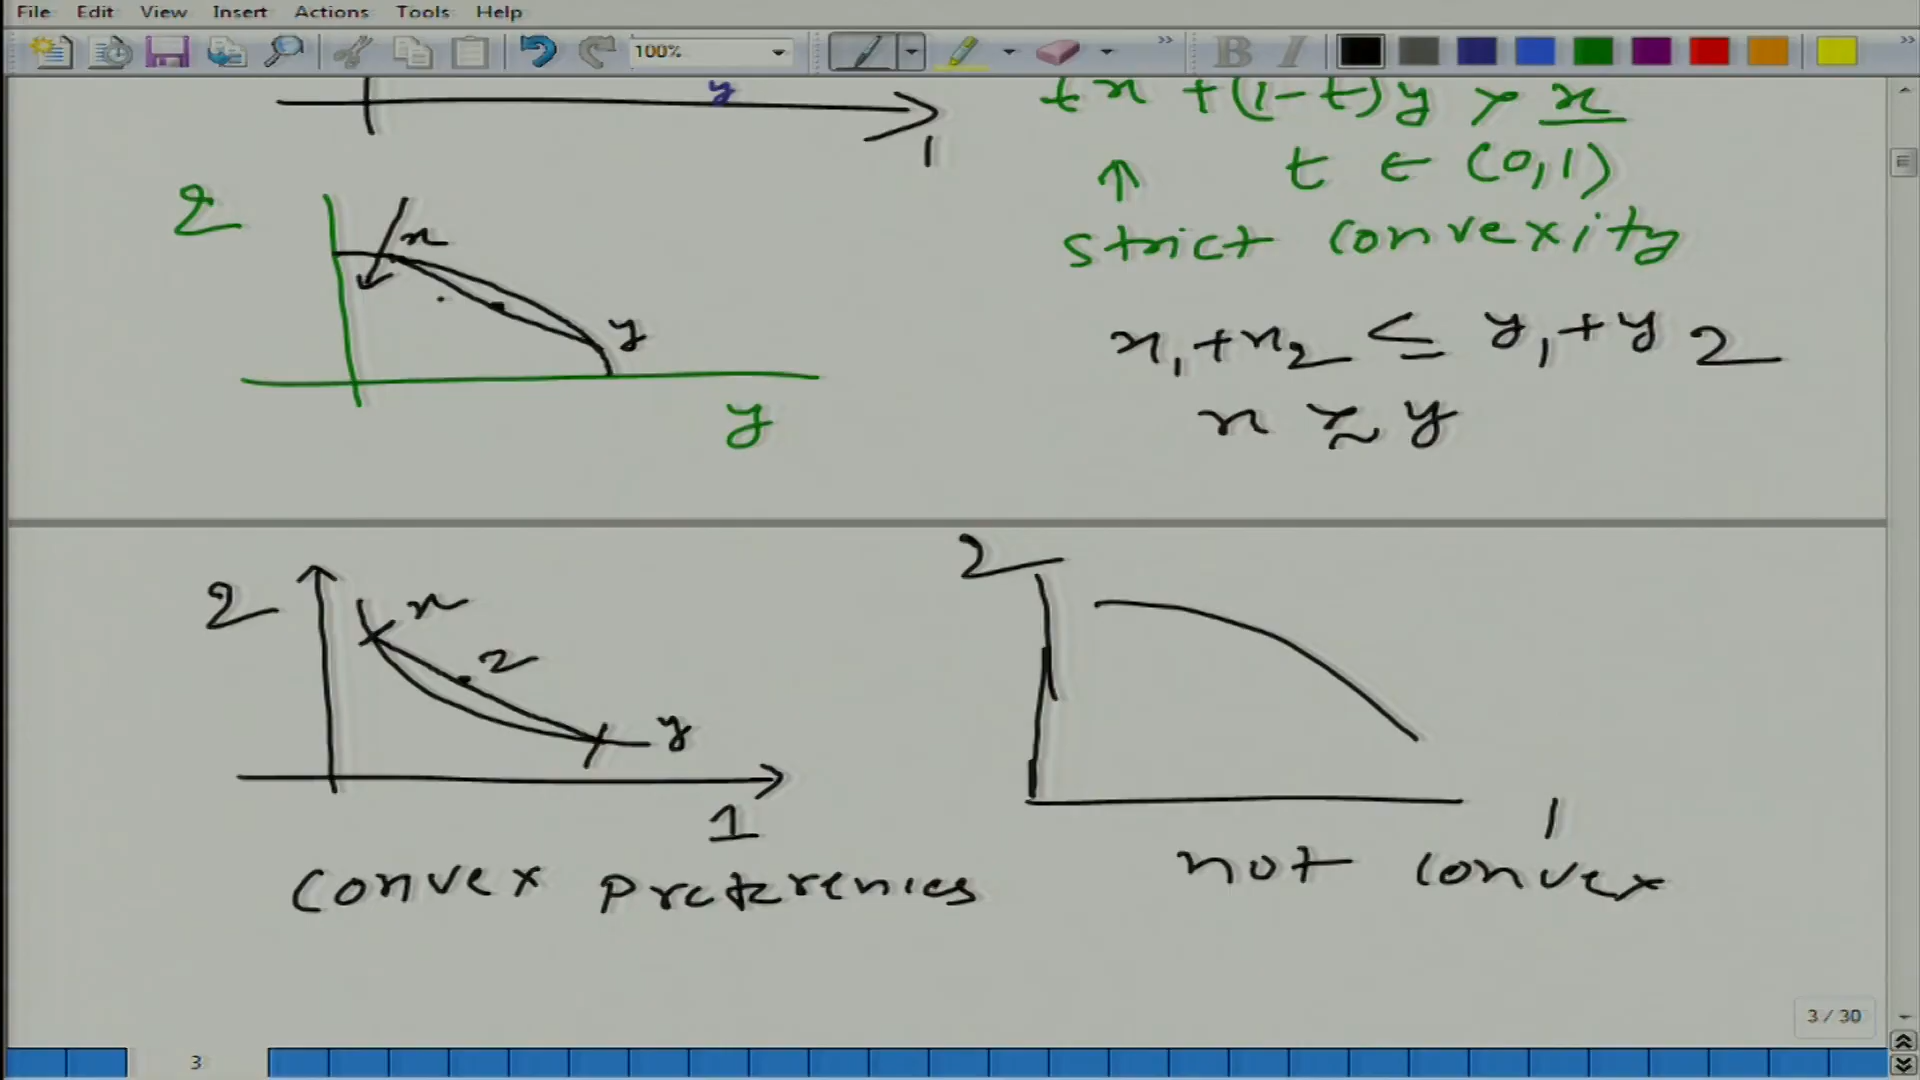 File Edit View Insert Actions Tools Help
100%
B I
y
1
tx + (1-t)y > x
t ∈ (0,1)
strict convexity
2
x
y
y
x₁+x₂ ≤ y₁+y₂
x ≿ y
2
x
z
y
1
convex preferences
2
1
not convex
3 / 30
3